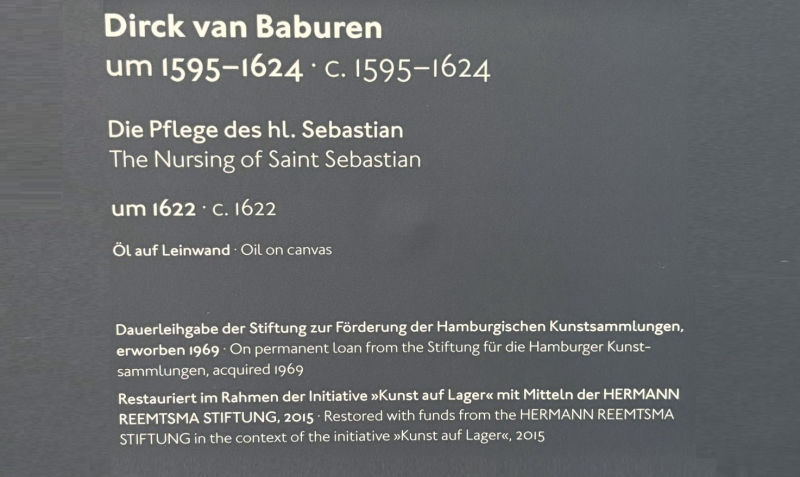 Dirck van Baburen
um 1595–1624 · c. 1595–1624
Die Pflege des hl. Sebastian
The Nursing of Saint Sebastian
um 1622 · c. 1622
Öl auf Leinwand · Oil on canvas
Dauerleihgabe der Stiftung zur Förderung der Hamburgischen Kunstsammlungen,
erworben 1969 · On permanent loan from the Stiftung für die Hamburger Kunst-
sammlungen, acquired 1969
Restauriert im Rahmen der Initiative »Kunst auf Lager« mit Mitteln der HERMANN
REEMTSMA STIFTUNG, 2015 · Restored with funds from the HERMANN REEMTSMA
STIFTUNG in the context of the initiative »Kunst auf Lager«, 2015